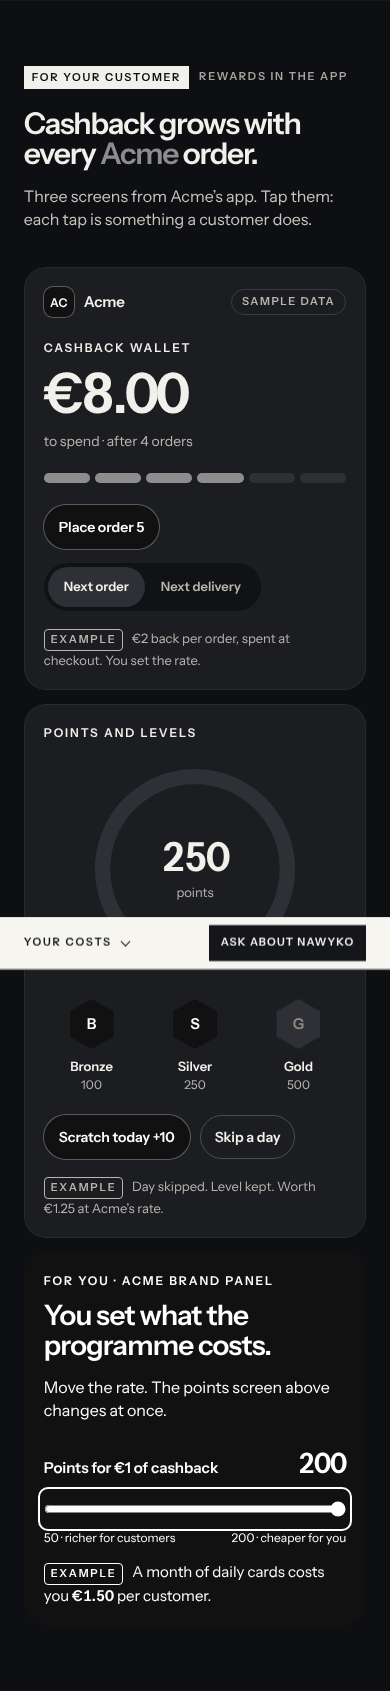 FOR YOUR CUSTOMER REWARDS IN THE APP
Cashback grows with
every Acme order.
Three screens from Acme’s app. Tap them:
each tap is something a customer does.
AC Acme SAMPLE DATA
CASHBACK WALLET
€8.00
to spend · after 4 orders
Place order 5
Next order Next delivery
EXAMPLE €2 back per order, spent at
checkout. You set the rate.
POINTS AND LEVELS
250
points
YOUR COSTS ASK ABOUT NAWYKO
B S G
Bronze Silver Gold
100 250 500
Scratch today +10 Skip a day
EXAMPLE Day skipped. Level kept. Worth
€1.25 at Acme’s rate.
FOR YOU · ACME BRAND PANEL
You set what the
programme costs.
Move the rate. The points screen above
changes at once.
Points for €1 of cashback 200
50 · richer for customers 200 · cheaper for you
EXAMPLE A month of daily cards costs
you €1.50 per customer.